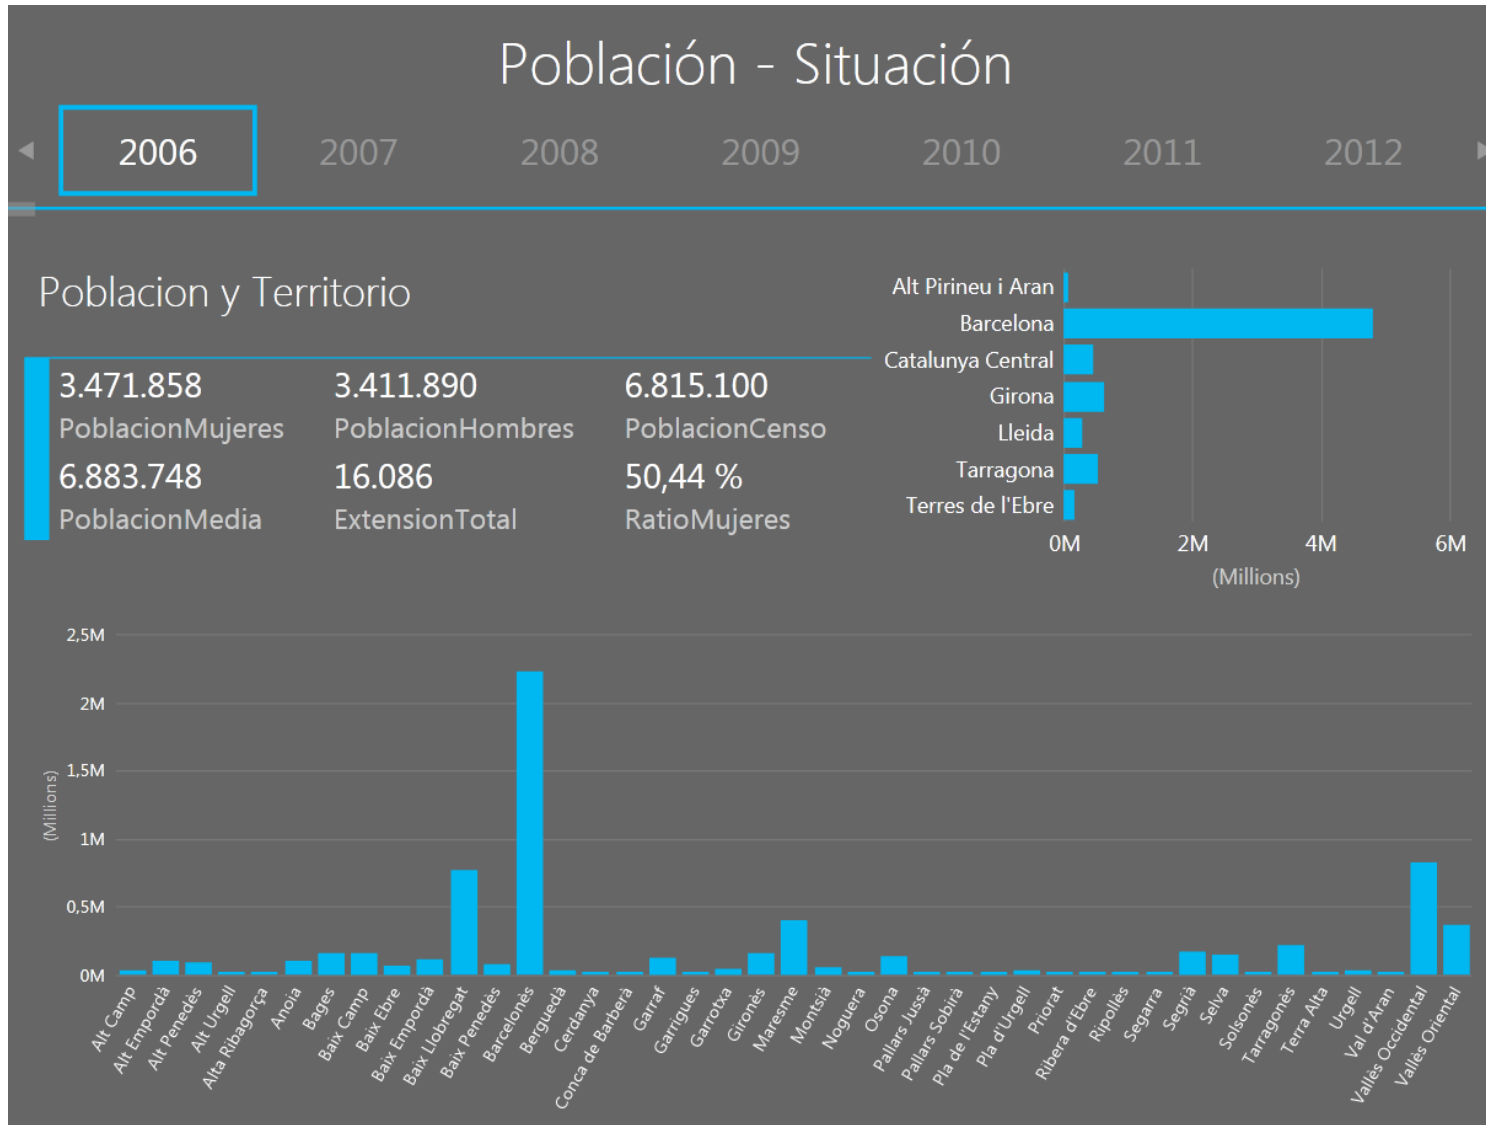 Población - Situación
2006 2007 2008 2009 2010 2011 2012
Poblacion y Territorio
3.471.858 3.411.890 6.815.100
PoblacionMujeres PoblacionHombres PoblacionCenso
6.883.748 16.086 50,44 %
PoblacionMedia ExtensionTotal RatioMujeres
Alt Pirineu i Aran
Barcelona
Catalunya Central
Girona
Lleida
Tarragona
Terres de l'Ebre
0M 2M 4M 6M
(Millions)
2,5M
2M
1,5M
1M
0,5M
0M
(Millions)
Alt Camp
Alt Empordà
Alt Penedès
Alt Urgell
Alta Ribagorça
Anoia
Bages
Baix Camp
Baix Ebre
Baix Empordà
Baix Llobregat
Baix Penedès
Barcelonès
Berguedà
Cerdanya
Conca de Barberà
Garraf
Garrigues
Garrotxa
Gironès
Maresme
Montsià
Noguera
Osona
Pallars Jussà
Pallars Sobirà
Pla de l'Estany
Pla d'Urgell
Priorat
Ribera d'Ebre
Ripollès
Segarra
Segrià
Selva
Solsonès
Tarragonès
Terra Alta
Urgell
Val d'Aran
Vallès Occidental
Vallès Oriental